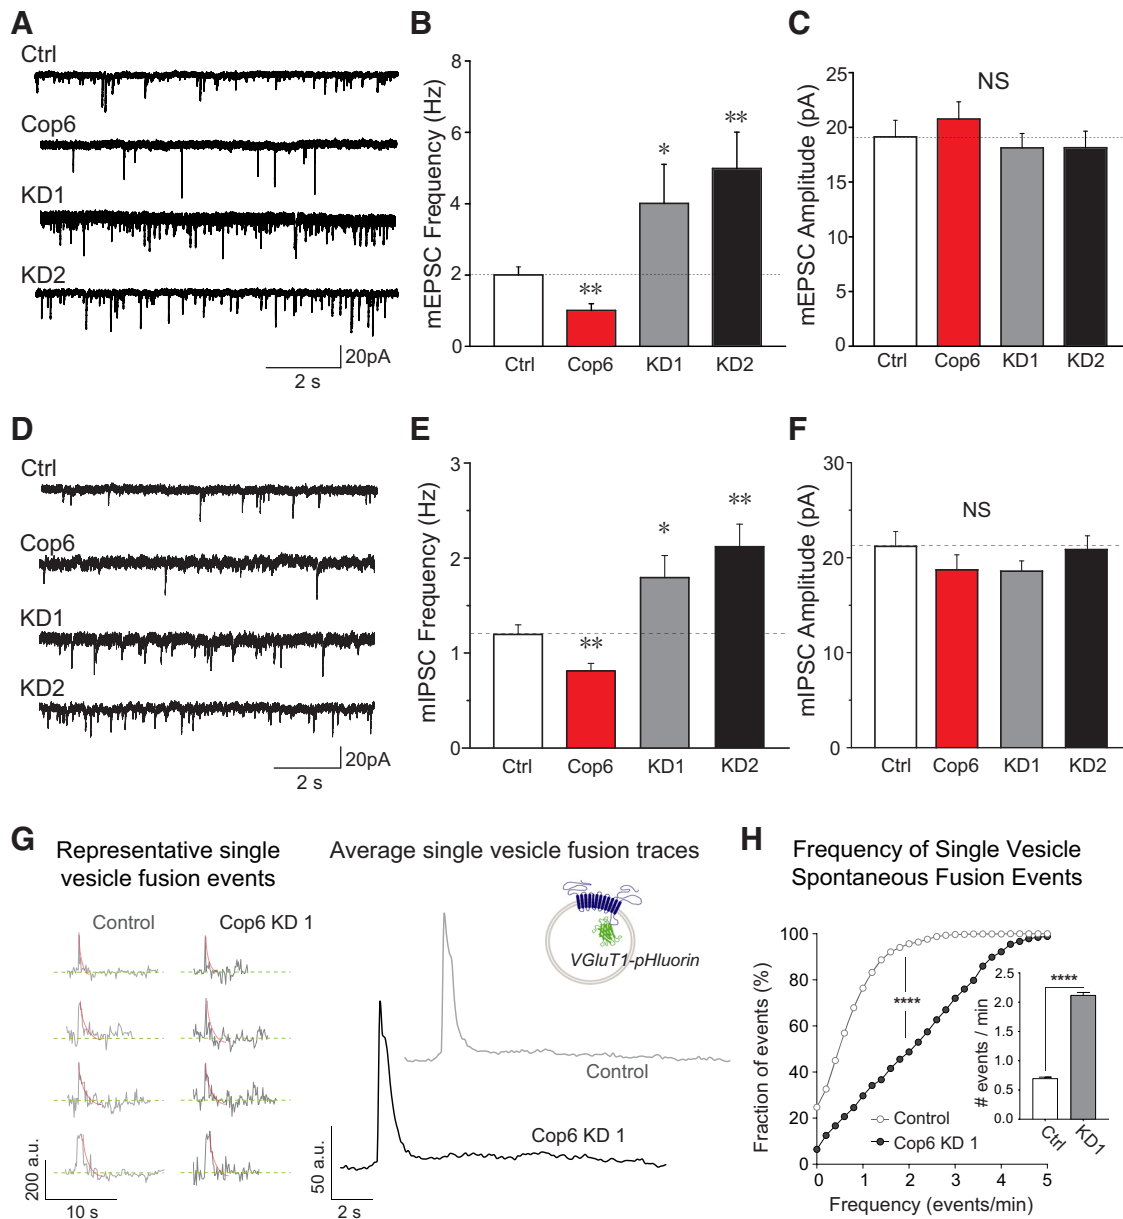 A
Ctrl
Cop6
KD1
KD2
20pA
2 s
B
mEPSC Frequency (Hz)
8
6
4
2
0
**
*
**
Ctrl Cop6 KD1 KD2
C
mEPSC Amplitude (pA)
25
20
15
10
5
0
NS
Ctrl Cop6 KD1 KD2
D
Ctrl
Cop6
KD1
KD2
20pA
2 s
E
mIPSC Frequency (Hz)
3
2
1
0
**
*
**
Ctrl Cop6 KD1 KD2
F
mIPSC Amplitude (pA)
30
20
10
0
NS
Ctrl Cop6 KD1 KD2
G
Representative single
vesicle fusion events
Control Cop6 KD 1
200 a.u.
10 s
Average single vesicle fusion traces
VGluT1-pHluorin
Control
Cop6 KD 1
50 a.u.
2 s
H
Frequency of Single Vesicle
Spontaneous Fusion Events
Fraction of events (%)
100
80
60
40
20
0
0 1 2 3 4 5
Frequency (events/min)
****
Control
Cop6 KD 1
# events / min
2.5
2.0
1.5
1.0
0.5
0.0
****
Ctrl KD1